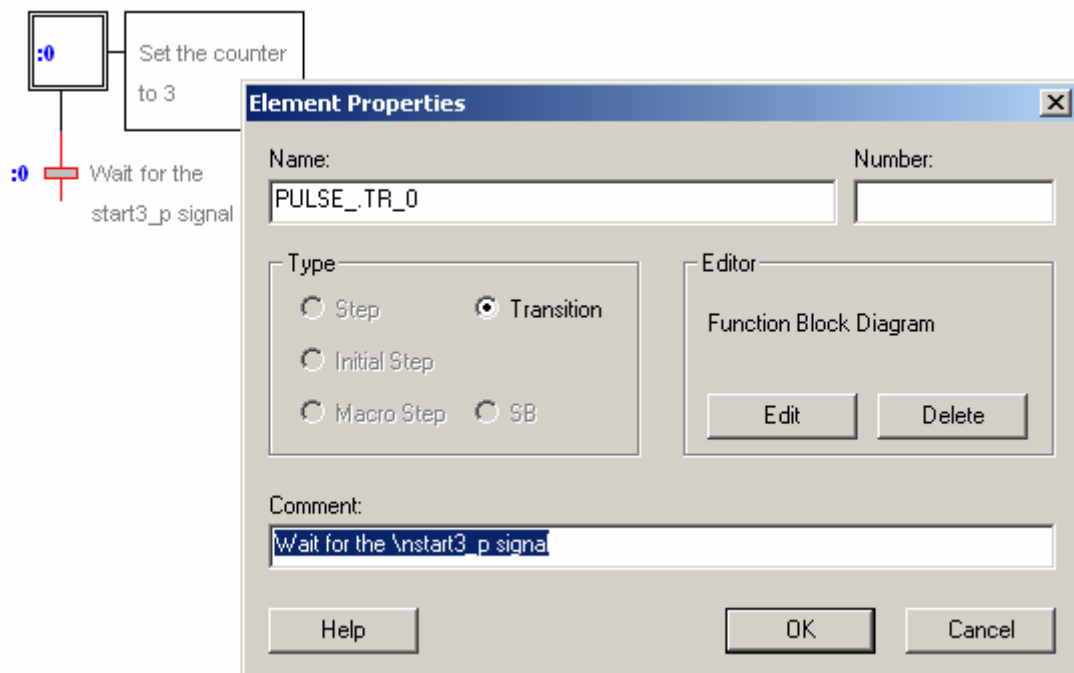 :0
Set the counter
to 3
:0
Wait for the
start3_p signal
Element Properties
Name:
Number:
PULSE_.TR_0
Type
Editor
Step
Transition
Function Block Diagram
Initial Step
Macro Step
SB
Edit
Delete
Comment:
Wait for the \nstart3_p signal
Help
OK
Cancel